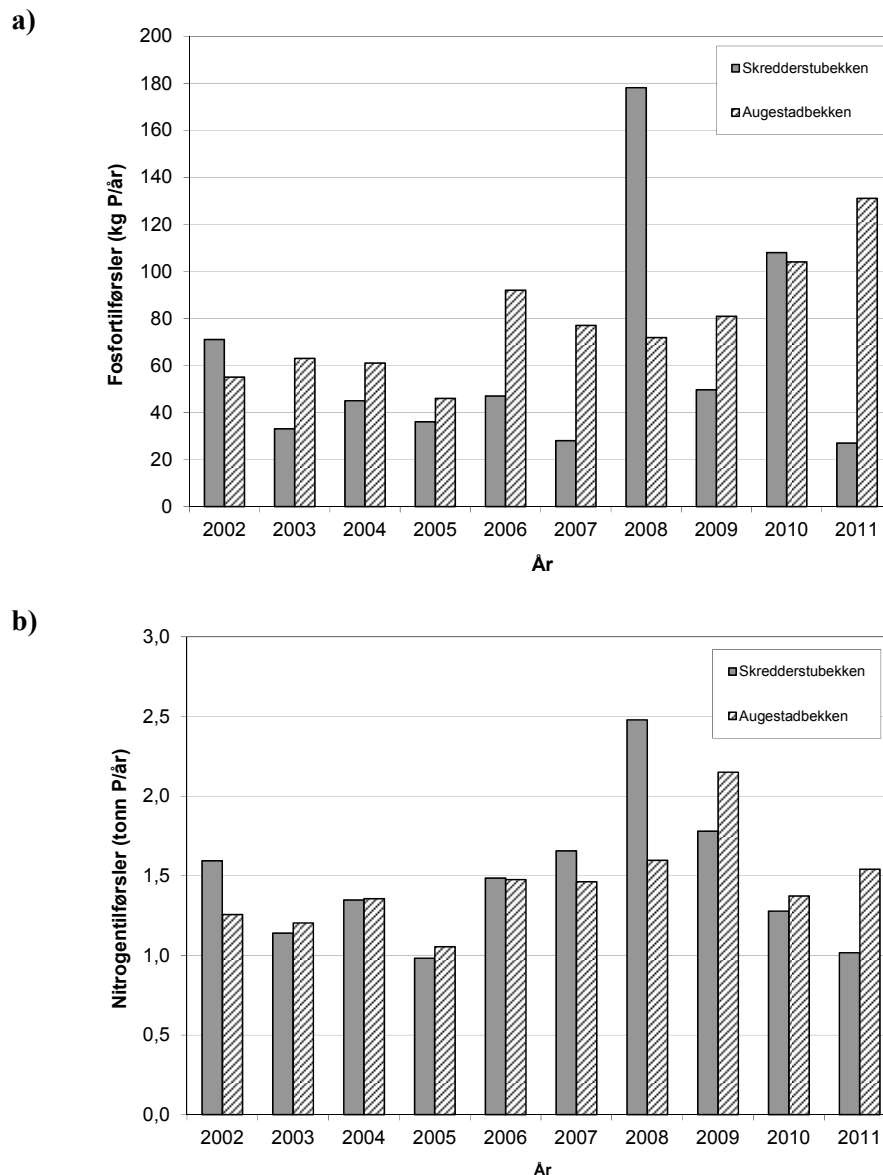 a)
Fosfortilførsler (kg P/år)
200
180
160
140
120
100
80
60
40
20
0
Skredderstubekken
Augestadbekken
2002 2003 2004 2005 2006 2007 2008 2009 2010 2011
År
b)
Nitrogentilførsler (tonn P/år)
3,0
2,5
2,0
1,5
1,0
0,5
0,0
Skredderstubekken
Augestadbekken
2002 2003 2004 2005 2006 2007 2008 2009 2010 2011
År